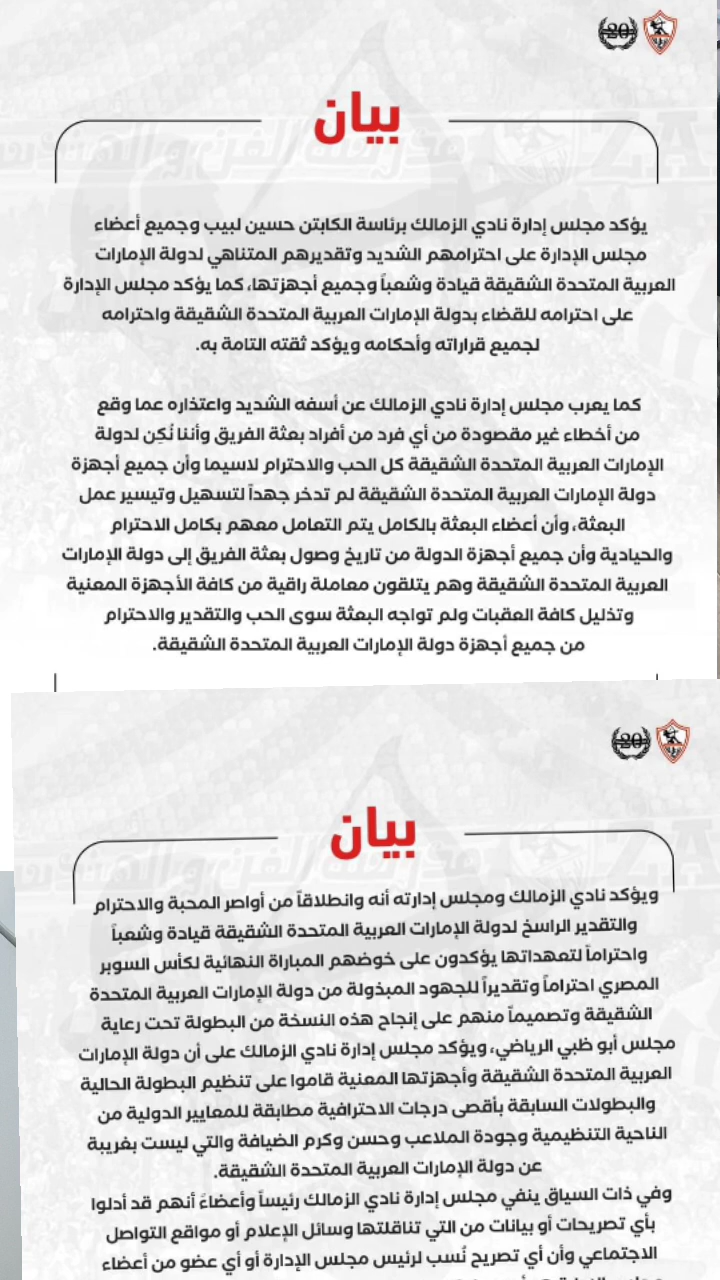 20
بيان
يؤكد مجلس إدارة نادي الزمالك برئاسة الكابتن حسين لبيب وجميع أعضاء
مجلس الإدارة على احترامهم الشديد وتقديرهم المتناهي لدولة الإمارات
العربية المتحدة الشقيقة قيادة وشعباً وجميع أجهزتها، كما يؤكد مجلس الإدارة
على احترامه للقضاء بدولة الإمارات العربية المتحدة الشقيقة واحترامه
لجميع قراراته وأحكامه ويؤكد ثقته التامة به.
كما يعرب مجلس إدارة نادي الزمالك عن أسفه الشديد واعتذاره عما وقع
من أخطاء غير مقصودة من أي فرد من أفراد بعثة الفريق وأننا نُكِن لدولة
الإمارات العربية المتحدة الشقيقة كل الحب والاحترام لاسيما وأن جميع أجهزة
دولة الإمارات العربية المتحدة الشقيقة لم تدخر جهداً لتسهيل وتيسير عمل
البعثة، وأن أعضاء البعثة بالكامل يتم التعامل معهم بكامل الاحترام
والحيادية وأن جميع أجهزة الدولة من تاريخ وصول بعثة الفريق إلى دولة الإمارات
العربية المتحدة الشقيقة وهم يتلقون معاملة راقية من كافة الأجهزة المعنية
وتذليل كافة العقبات ولم تواجه البعثة سوى الحب والتقدير والاحترام
من جميع أجهزة دولة الإمارات العربية المتحدة الشقيقة.
20
بيان
ويؤكد نادي الزمالك ومجلس إدارته أنه وانطلاقاً من أواصر المحبة والاحترام
والتقدير الراسخ لدولة الإمارات العربية المتحدة الشقيقة قيادة وشعباً
واحتراماً لتعهداتها يؤكدون على خوضهم المباراة النهائية لكأس السوبر
المصري احتراماً وتقديراً للجهود المبذولة من دولة الإمارات العربية المتحدة
الشقيقة وتصميماً منهم على إنجاح هذه النسخة من البطولة تحت رعاية
مجلس أبو ظبي الرياضي، ويؤكد مجلس إدارة نادي الزمالك على أن دولة الإمارات
العربية المتحدة الشقيقة وأجهزتها المعنية قاموا على تنظيم البطولة الحالية
والبطولات السابقة بأقصى درجات الاحترافية مطابقة للمعايير الدولية من
الناحية التنظيمية وجودة الملاعب وحسن وكرم الضيافة والتي ليست بغريبة
عن دولة الإمارات العربية المتحدة الشقيقة.
وفي ذات السياق ينفي مجلس إدارة نادي الزمالك رئيساً وأعضاءً أنهم قد أدلوا
بأي تصريحات أو بيانات من التي تناقلتها وسائل الإعلام أو مواقع التواصل
الاجتماعي وأن أي تصريح نُسب لرئيس مجلس الإدارة أو أي عضو من أعضاء